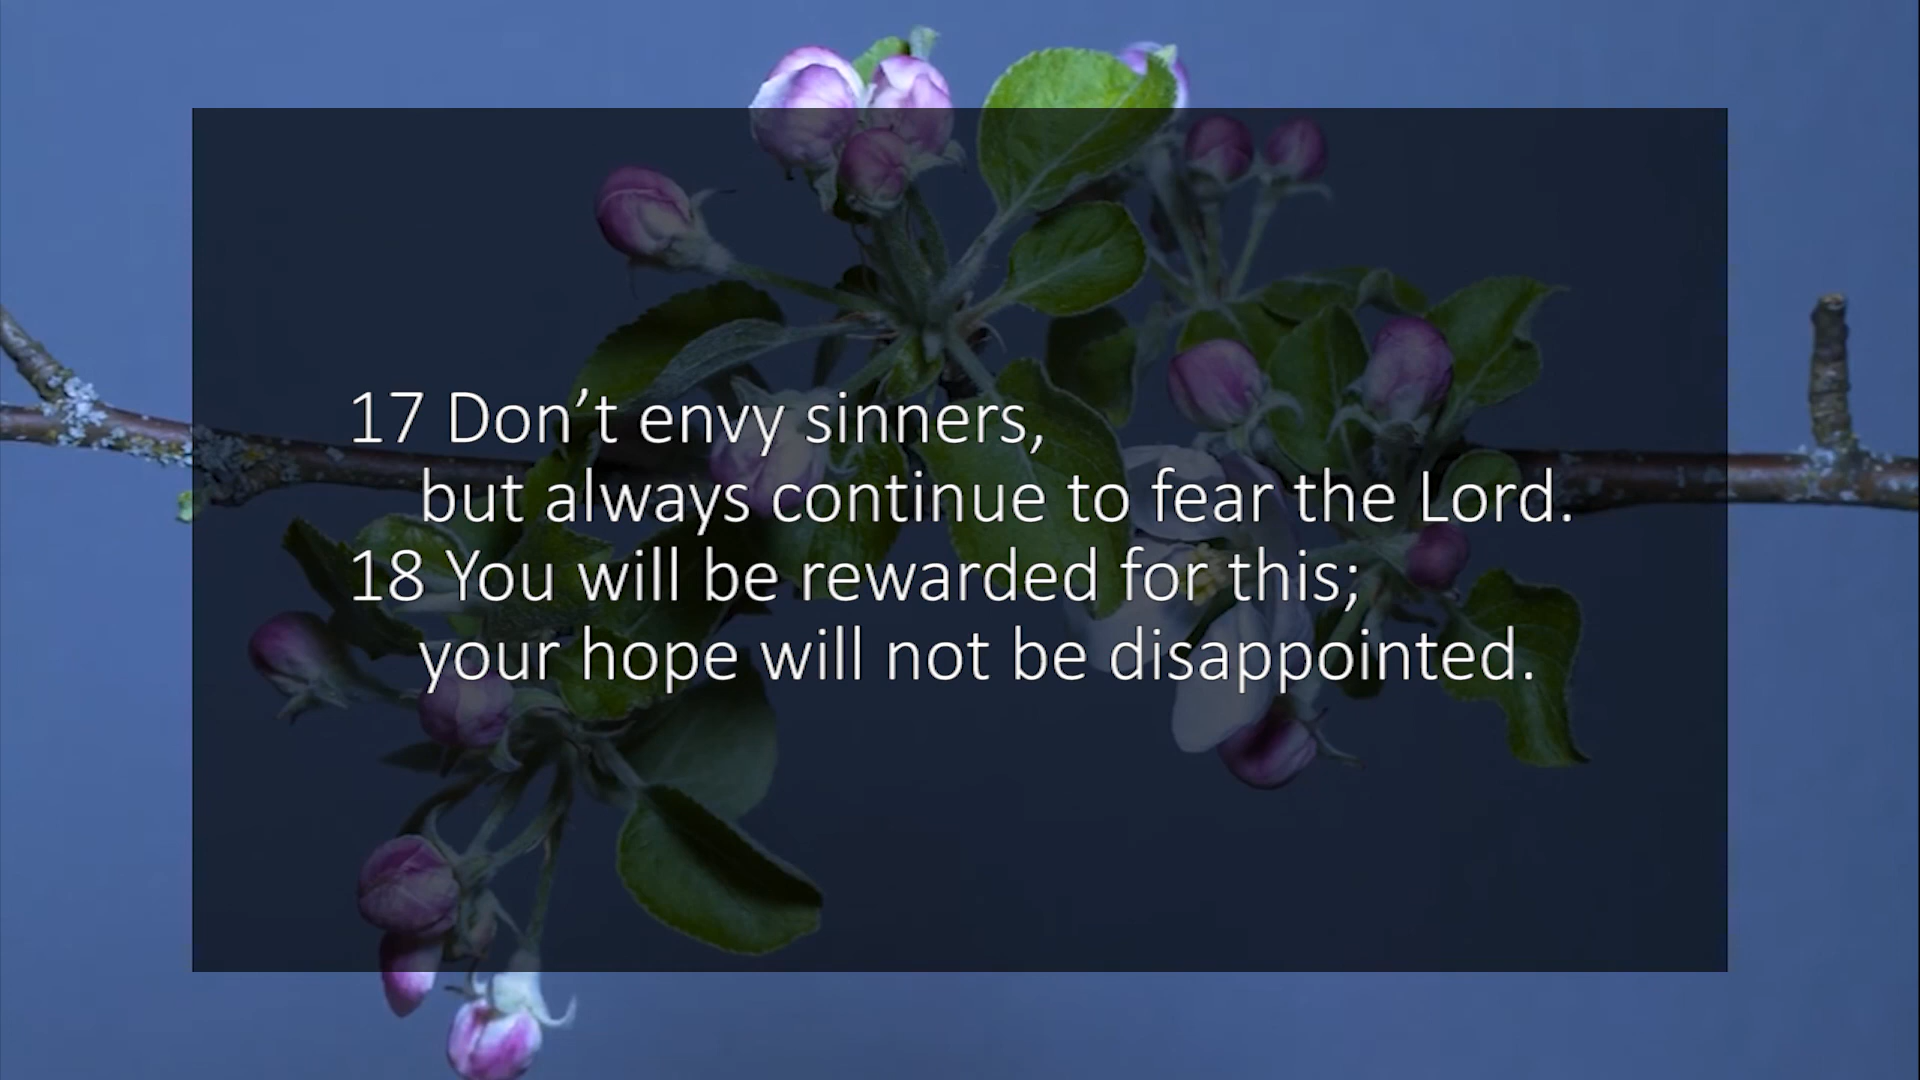 17 Don’t envy sinners,
but always continue to fear the Lord.
18 You will be rewarded for this;
your hope will not be disappointed.